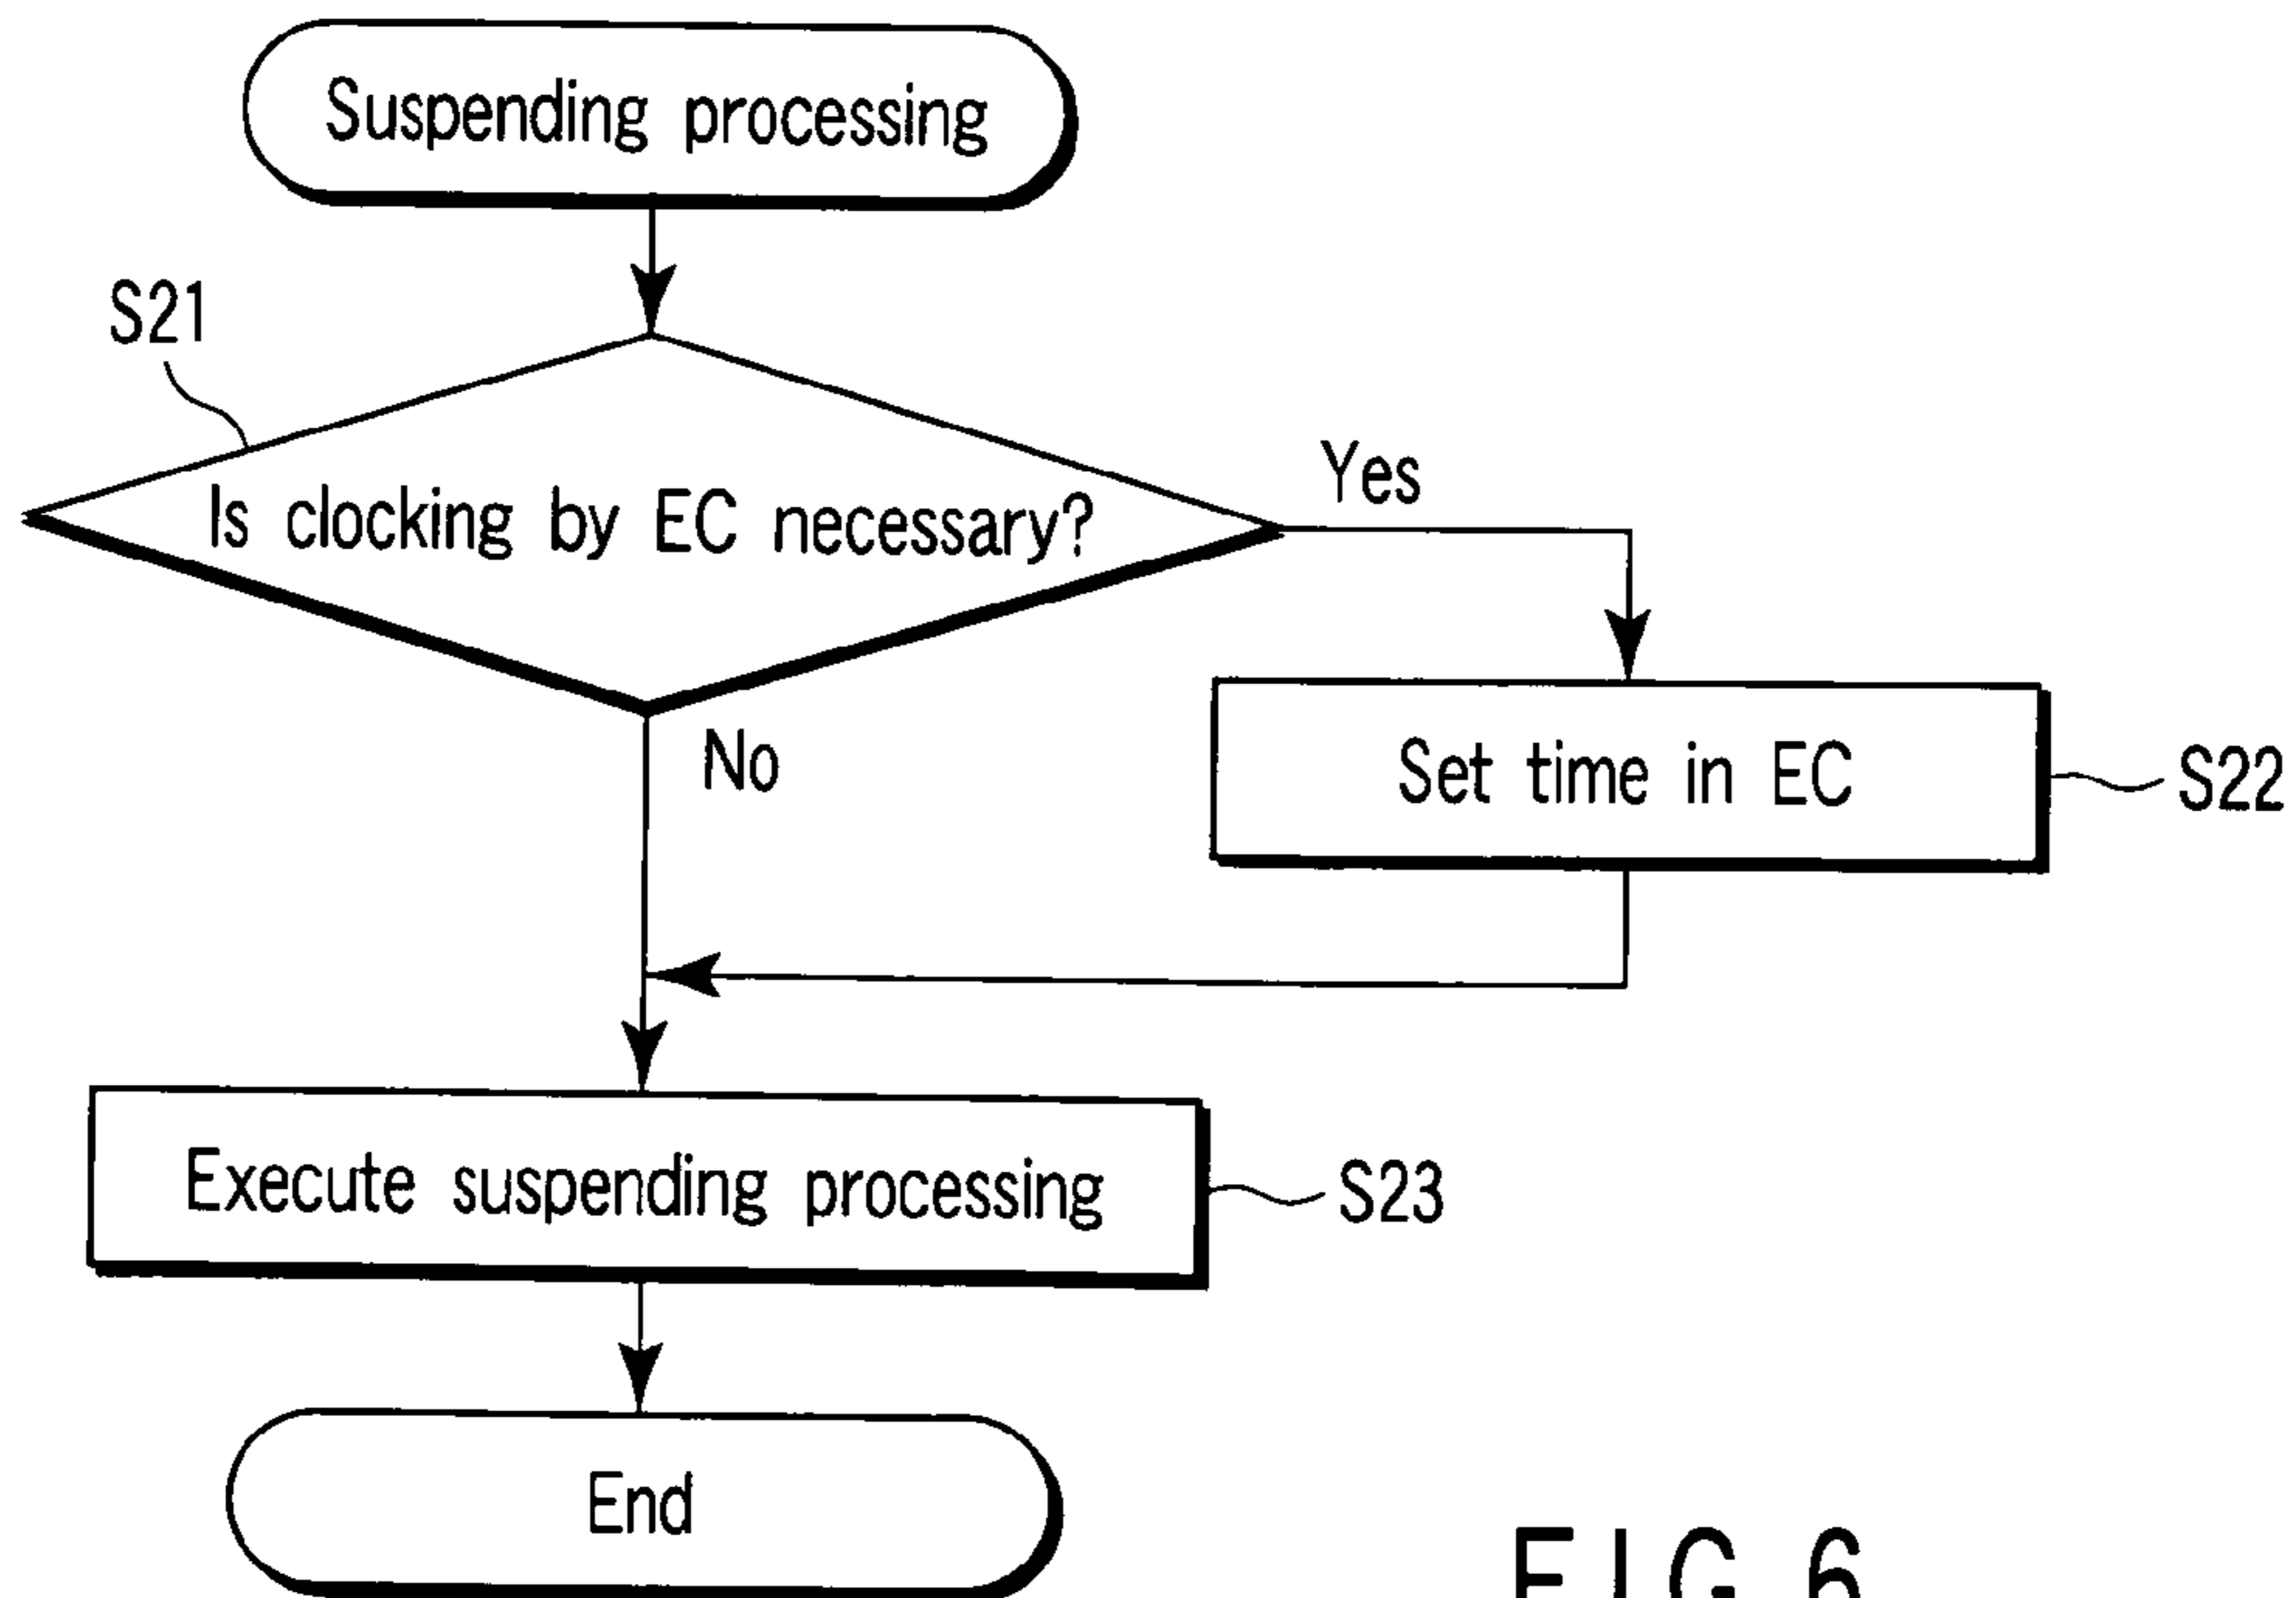 Suspending processing
S21
Is clocking by EC necessary?
Yes
No
Set time in EC
S22
Execute suspending processing
S23
End
FIG. 6